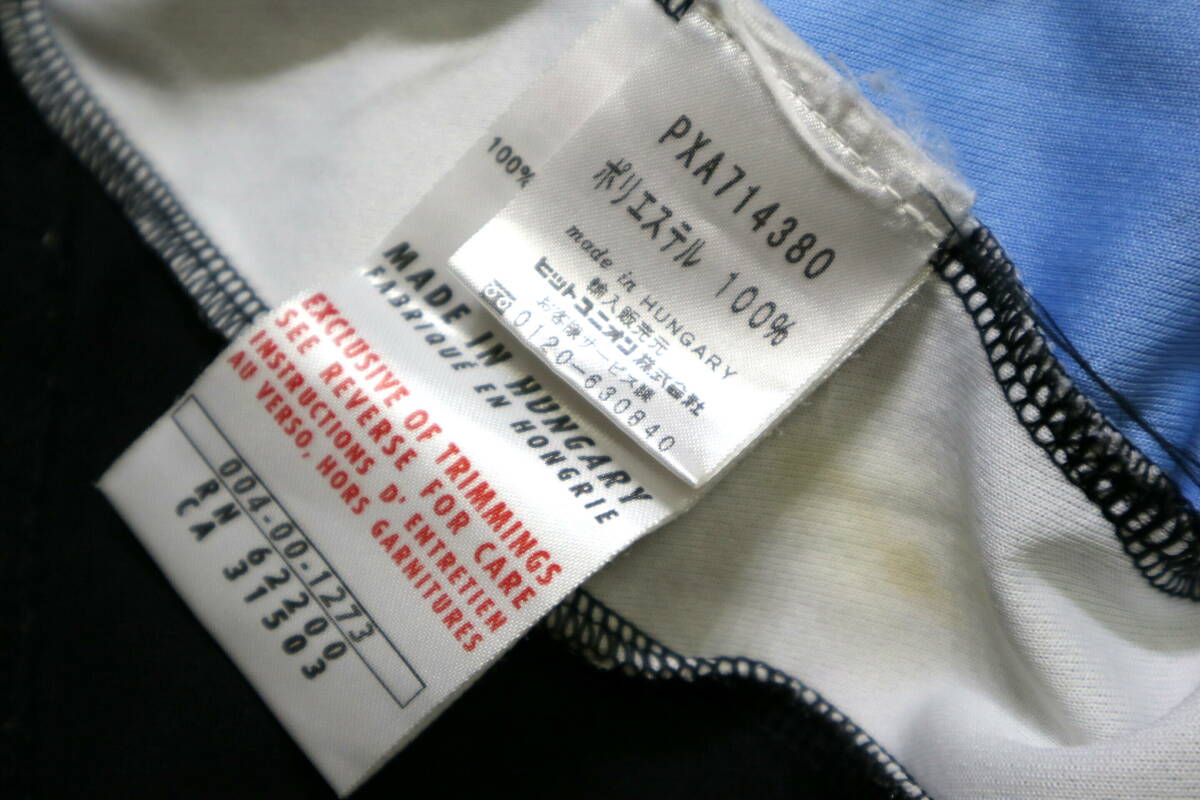 PXA714380
ポリエステル 100%
made in HUNGARY
輸入販売元
ヒットユニオン株式会社
お客様サービス課
0120-630840
100%
MADE IN HUNGARY
FABRIQUE EN HONGRIE
EXCLUSIVE OF TRIMMINGS
SEE REVERSE FOR CARE
INSTRUCTIONS D' ENTRETIEN
AU VERSO, HORS GARNITURES
004-00-1273
RN 62200
CA 31503